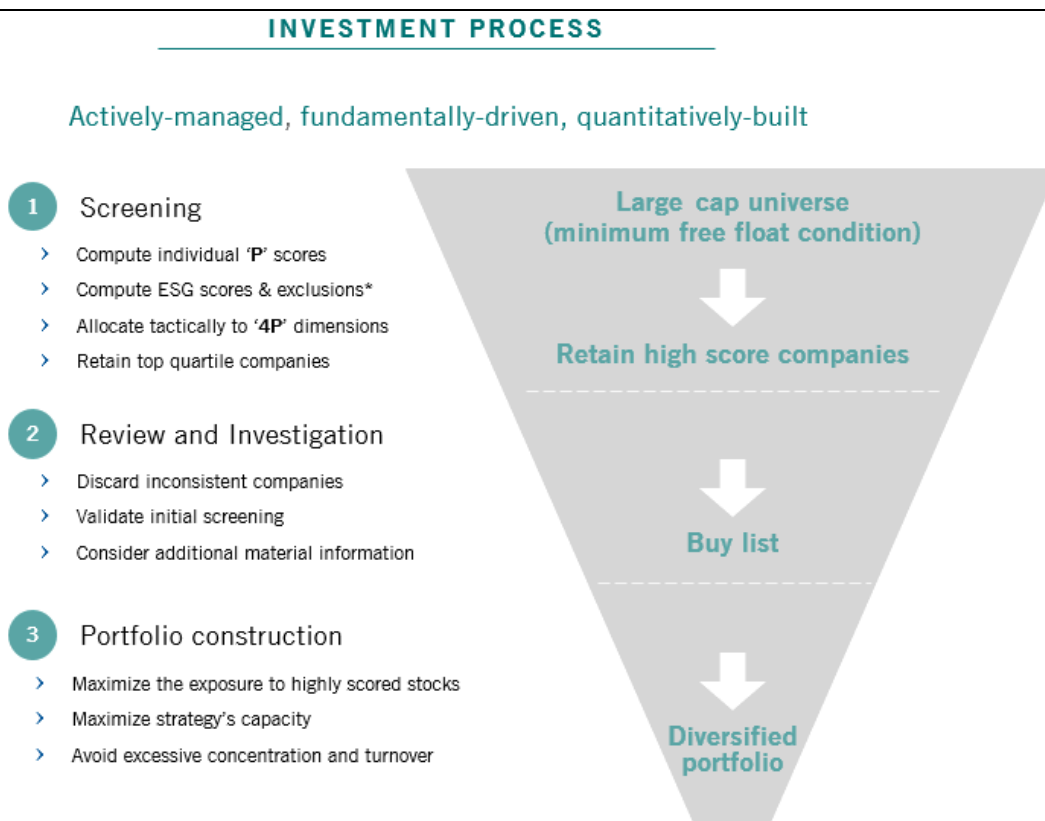 INVESTMENT PROCESS
Actively-managed, fundamentally-driven, quantitatively-built
1 Screening
› Compute individual ‘P’ scores
› Compute ESG scores & exclusions*
› Allocate tactically to ‘4P’ dimensions
› Retain top quartile companies
2 Review and Investigation
› Discard inconsistent companies
› Validate initial screening
› Consider additional material information
3 Portfolio construction
› Maximize the exposure to highly scored stocks
› Maximize strategy’s capacity
› Avoid excessive concentration and turnover
Large cap universe
(minimum free float condition)
Retain high score companies
Buy list
Diversified
portfolio